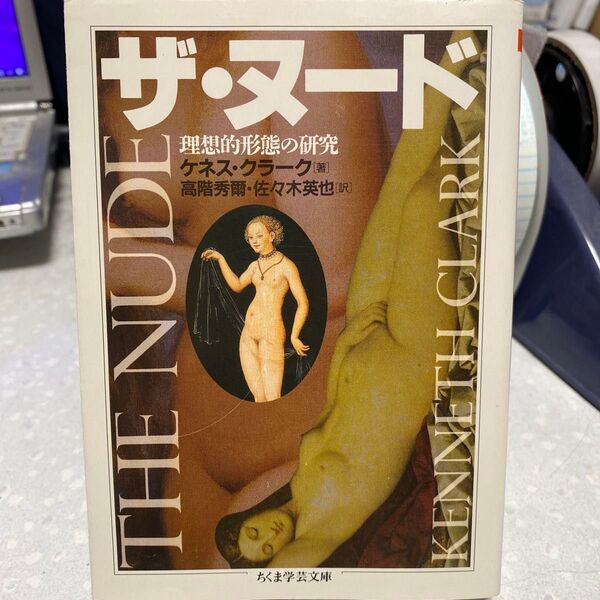 ザ・ヌード
理想的形態の研究
ケネス・クラーク[著]
高階秀爾・佐々木英也[訳]
THE NUDE
KENNETH CLARK
ちくま学芸文庫